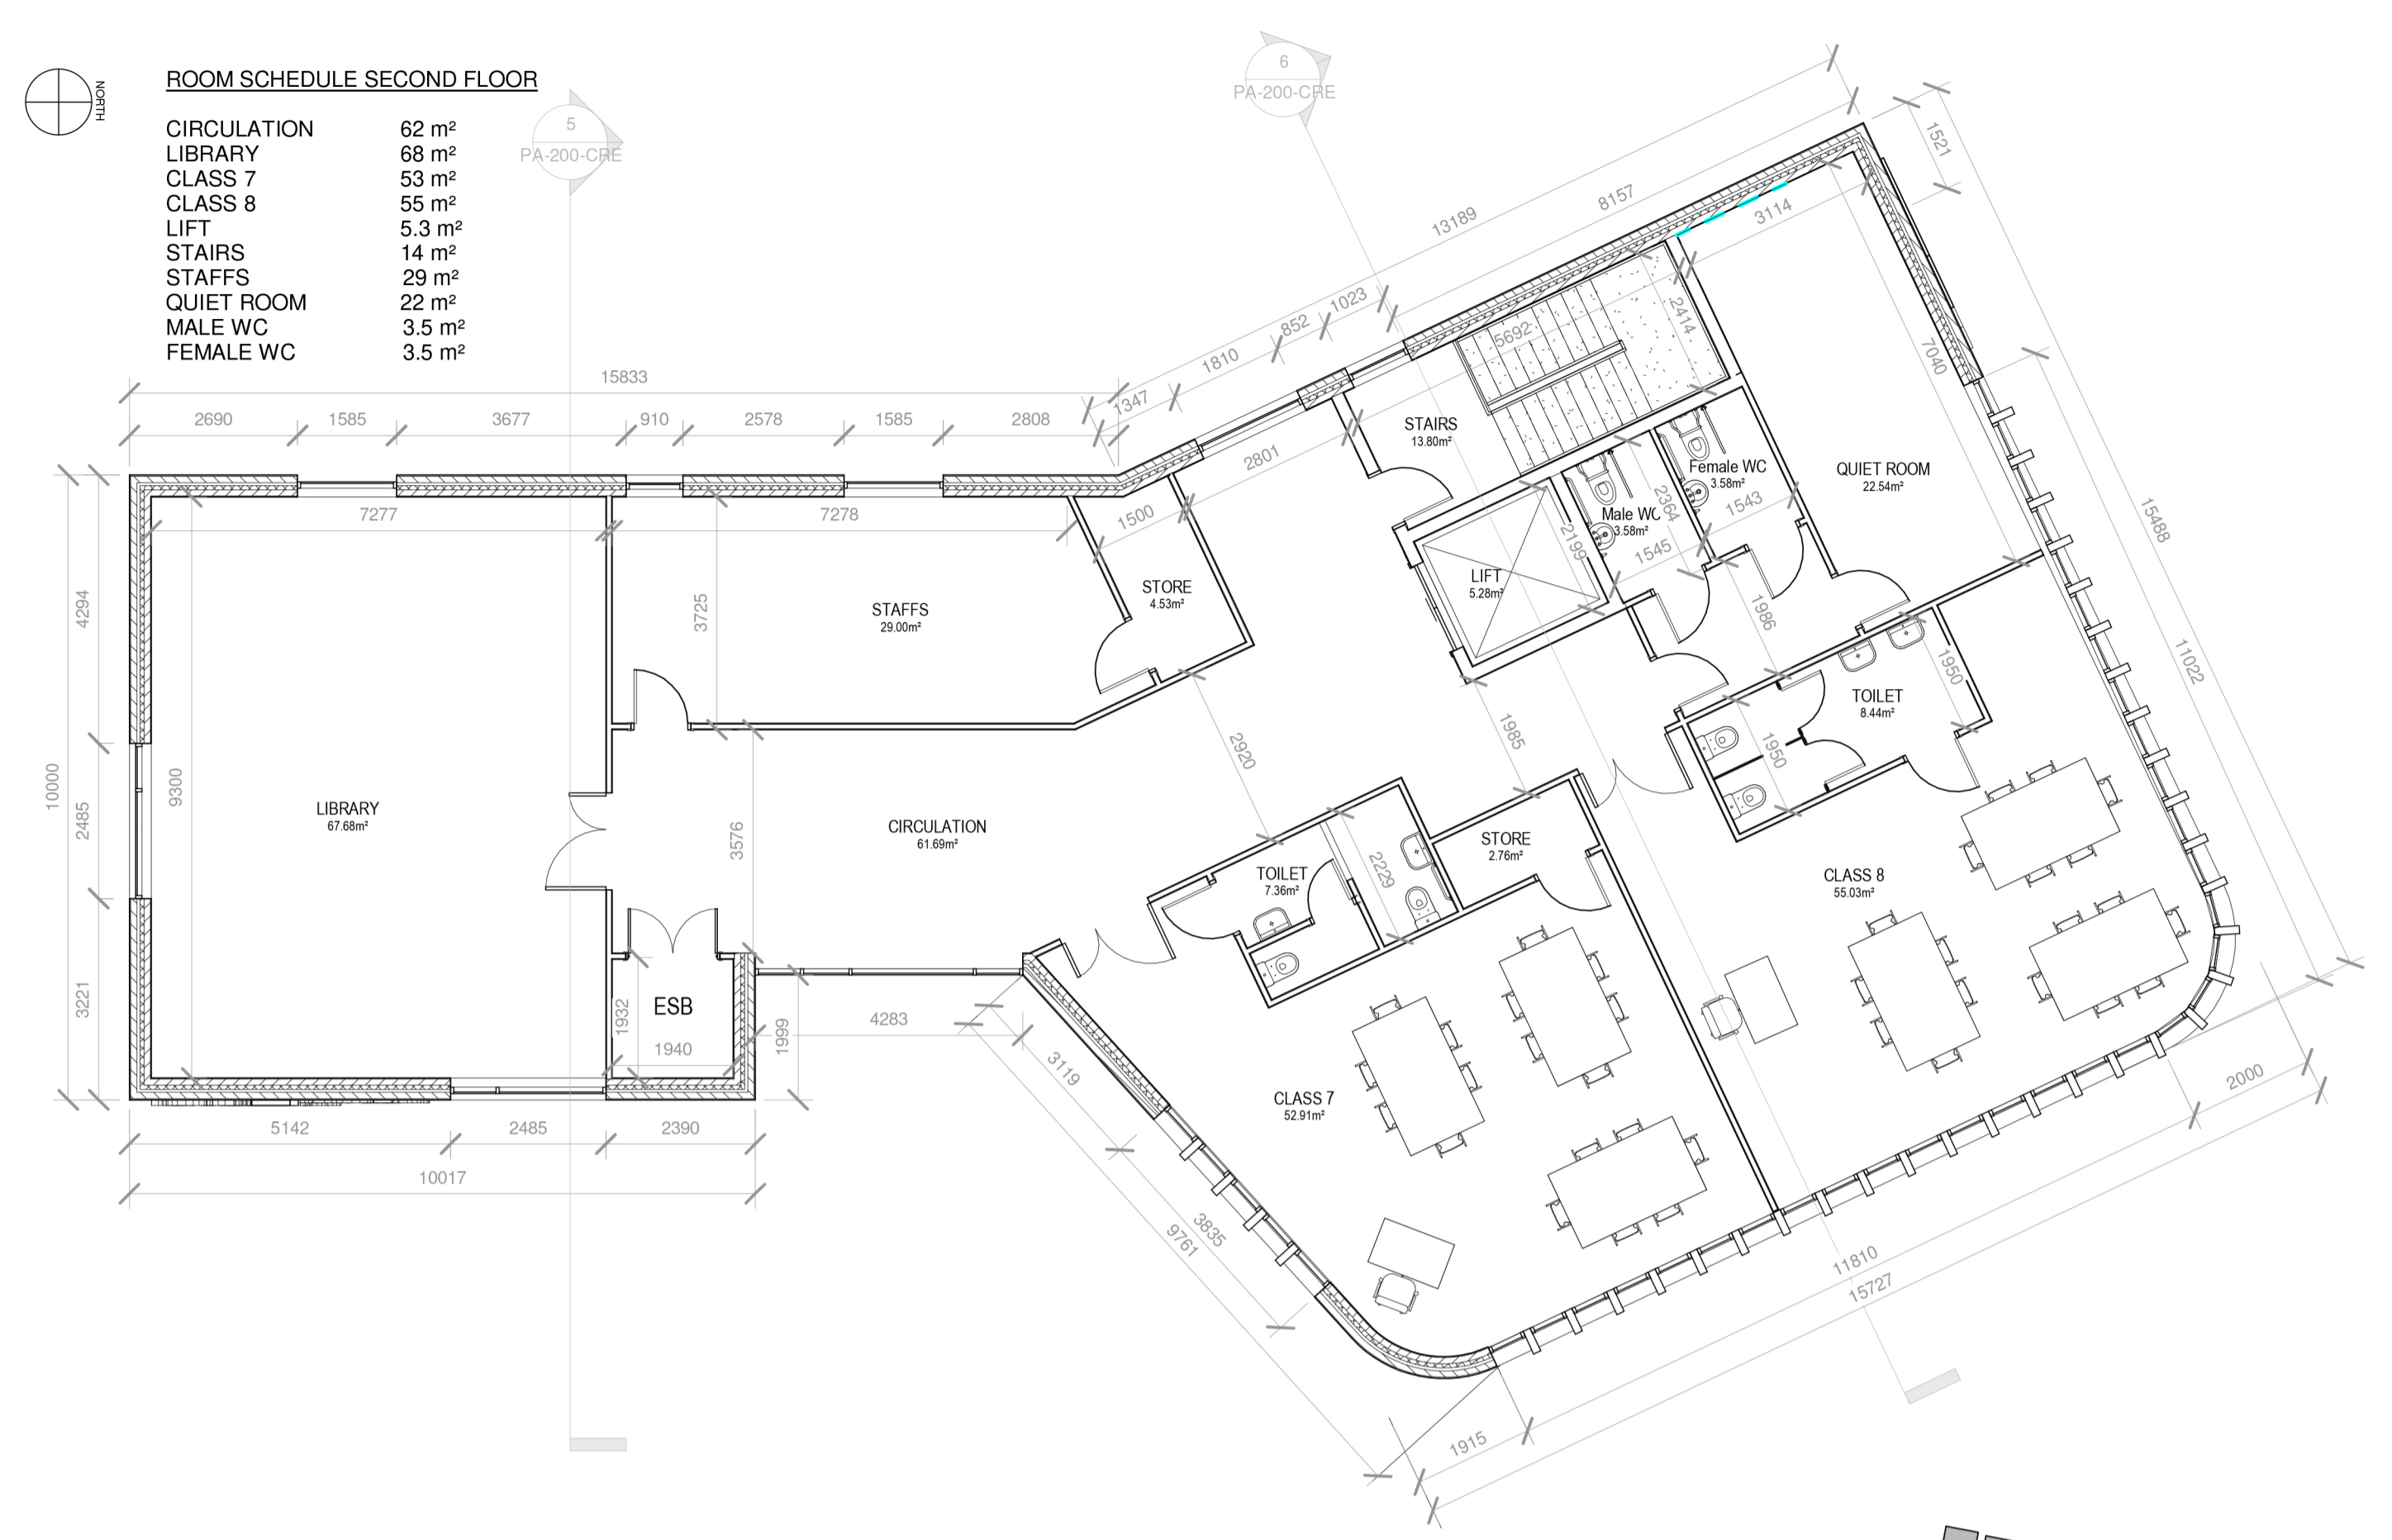 NORTH
ROOM SCHEDULE SECOND FLOOR
CIRCULATION 62 m²
LIBRARY 68 m²
CLASS 7 53 m²
CLASS 8 55 m²
LIFT 5.3 m²
STAIRS 14 m²
STAFFS 29 m²
QUIET ROOM 22 m²
MALE WC 3.5 m²
FEMALE WC 3.5 m²
5
PA-200-CRE
6
PA-200-CRE
15833
2690 1585 3677 910 2578 1585 2808
1347
1810
852
1023
13189
8157
3114
1521
7277
7278
1500
2801
5692
2414
7040
15488
11022
10000
4294
2485
3221
9300
3725
3576
STAFFS
29.00m²
STORE
4.53m²
STAIRS
13.80m²
LIFT
5.28m²
2199
Male WC
3.58m²
1545
2364
Female WC
3.58m²
1543
QUIET ROOM
22.54m²
1986
1950
TOILET
8.44m²
1950
1985
2920
LIBRARY
67.68m²
CIRCULATION
61.69m²
TOILET
7.36m²
2229
STORE
2.76m²
CLASS 8
55.03m²
ESB
1932
1940
1999
4283
3119
CLASS 7
52.91m²
3835
9761
5142 2485 2390
10017
2000
11810
15727
1915